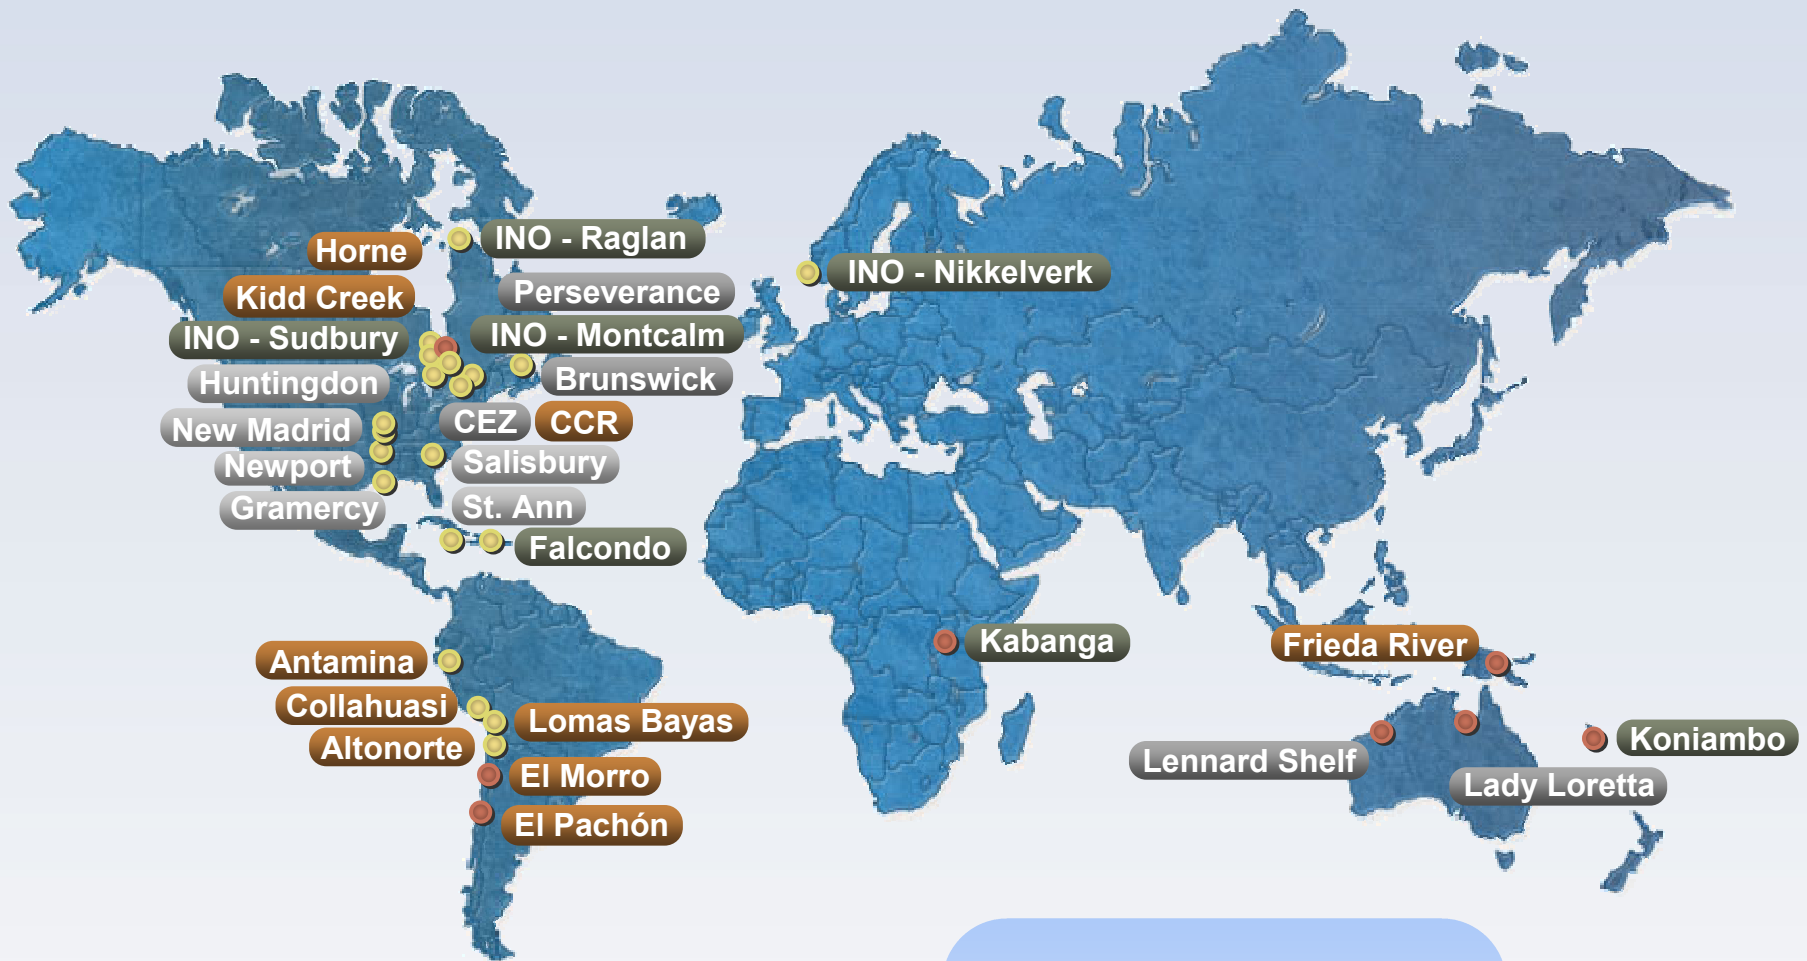 INO - Raglan
Horne
INO - Nikkelverk
Perseverance
Kidd Creek
INO - Montcalm
INO - Sudbury
Brunswick
Huntingdon
CEZ
CCR
New Madrid
Salisbury
Newport
St. Ann
Gramercy
Falcondo
Kabanga
Frieda River
Antamina
Collahuasi
Lomas Bayas
Koniambo
Altonorte
Lennard Shelf
El Morro
Lady Loretta
El Pachón